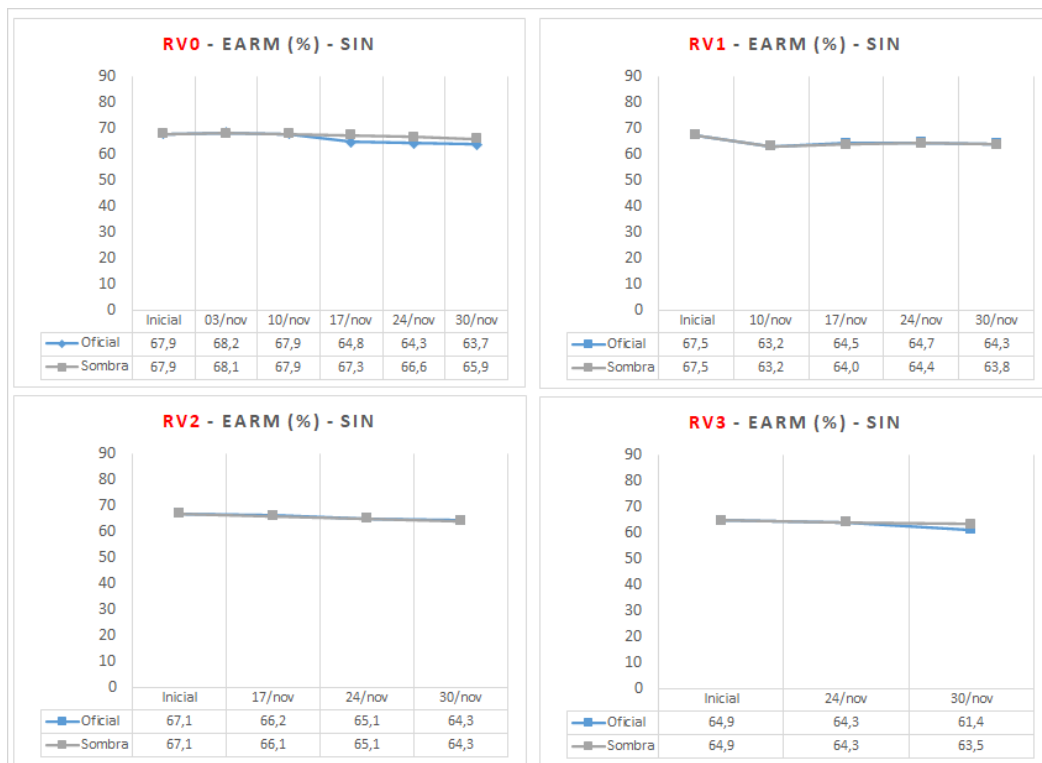 RV0 - EARM (%) - SIN
90
80
70
60
50
40
30
20
10
0
Inicial 03/nov 10/nov 17/nov 24/nov 30/nov
Oficial 67,9 68,2 67,9 64,8 64,3 63,7
Sombra 67,9 68,1 67,9 67,3 66,6 65,9
RV1 - EARM (%) - SIN
90
80
70
60
50
40
30
20
10
0
Inicial 10/nov 17/nov 24/nov 30/nov
Oficial 67,5 63,2 64,5 64,7 64,3
Sombra 67,5 63,2 64,0 64,4 63,8
RV2 - EARM (%) - SIN
90
80
70
60
50
40
30
20
10
0
Inicial 17/nov 24/nov 30/nov
Oficial 67,1 66,2 65,1 64,3
Sombra 67,1 66,1 65,1 64,3
RV3 - EARM (%) - SIN
90
80
70
60
50
40
30
20
10
0
Inicial 24/nov 30/nov
Oficial 64,9 64,3 61,4
Sombra 64,9 64,3 63,5